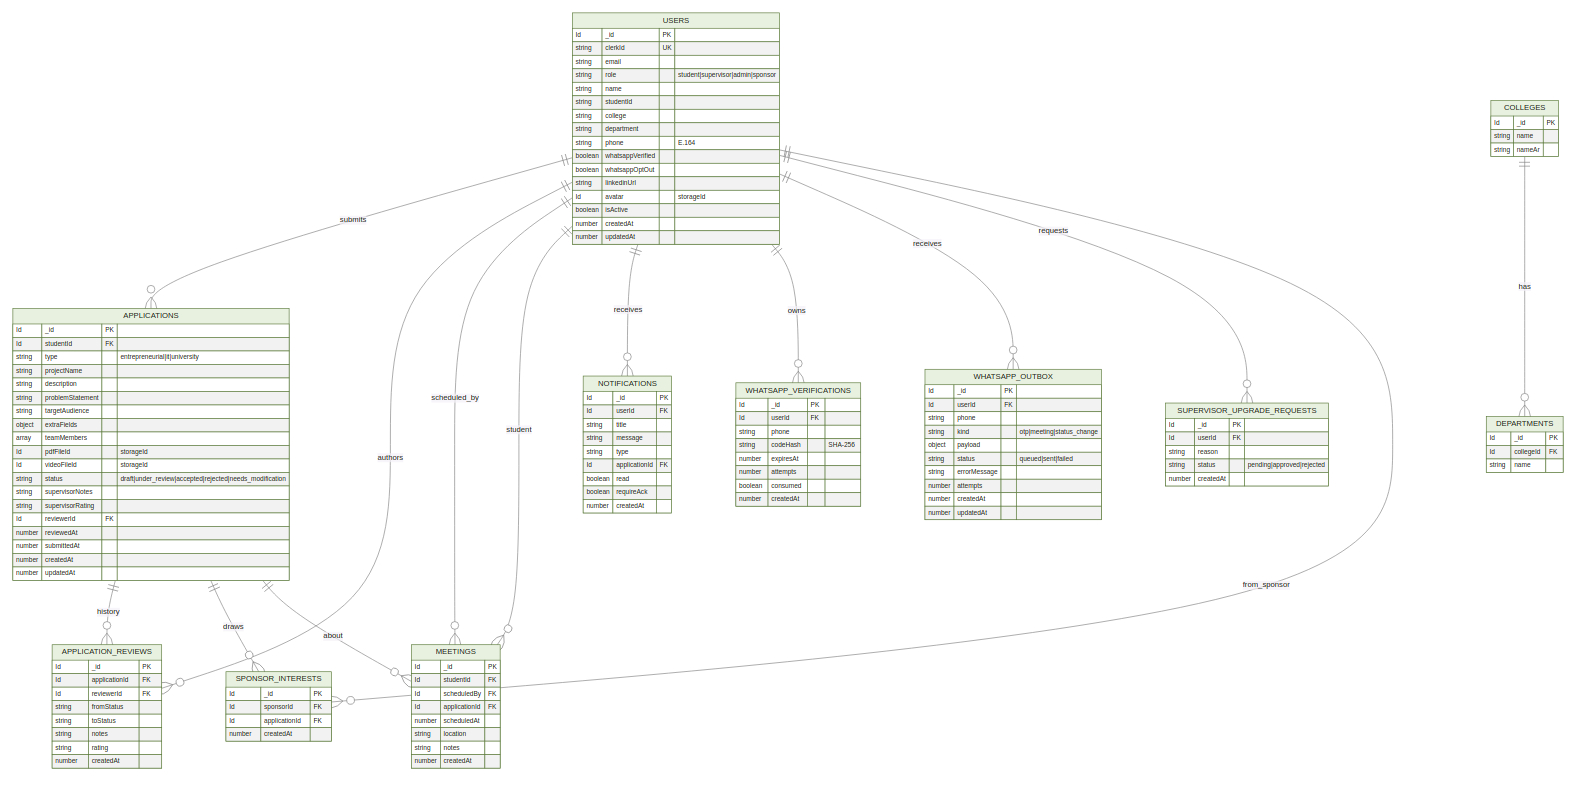 USERS
Id _id PK
string clerkId UK
string email
string role student|supervisor|admin|sponsor
string name
string studentId
string college
string department
string phone E.164
boolean whatsappVerified
boolean whatsappOptOut
string linkedinUrl
Id avatar storageId
boolean isActive
number createdAt
number updatedAt
COLLEGES
Id _id PK
string name
string nameAr
submits
receives
requests
has
receives
owns
scheduled_by
student
authors
APPLICATIONS
Id _id PK
Id studentId FK
string type entrepreneurial|it|university
string projectName
string description
string problemStatement
string targetAudience
object extraFields
array teamMembers
Id pdfFileId storageId
Id videoFileId storageId
string status draft|under_review|accepted|rejected|needs_modification
string supervisorNotes
string supervisorRating
Id reviewerId FK
number reviewedAt
number submittedAt
number createdAt
number updatedAt
NOTIFICATIONS
Id _id PK
Id userId FK
string title
string message
string type
Id applicationId FK
boolean read
boolean requireAck
number createdAt
WHATSAPP_VERIFICATIONS
Id _id PK
Id userId FK
string phone
string codeHash SHA-256
number expiresAt
number attempts
boolean consumed
number createdAt
WHATSAPP_OUTBOX
Id _id PK
Id userId FK
string phone
string kind otp|meeting|status_change
object payload
string status queued|sent|failed
string errorMessage
number attempts
number createdAt
number updatedAt
SUPERVISOR_UPGRADE_REQUESTS
Id _id PK
Id userId FK
string reason
string status pending|approved|rejected
number createdAt
DEPARTMENTS
Id _id PK
Id collegeId FK
string name
from_sponsor
history
draws
about
APPLICATION_REVIEWS
Id _id PK
Id applicationId FK
Id reviewerId FK
string fromStatus
string toStatus
string notes
string rating
number createdAt
SPONSOR_INTERESTS
Id _id PK
Id sponsorId FK
Id applicationId FK
number createdAt
MEETINGS
Id _id PK
Id studentId FK
Id scheduledBy FK
Id applicationId FK
number scheduledAt
string location
string notes
number createdAt